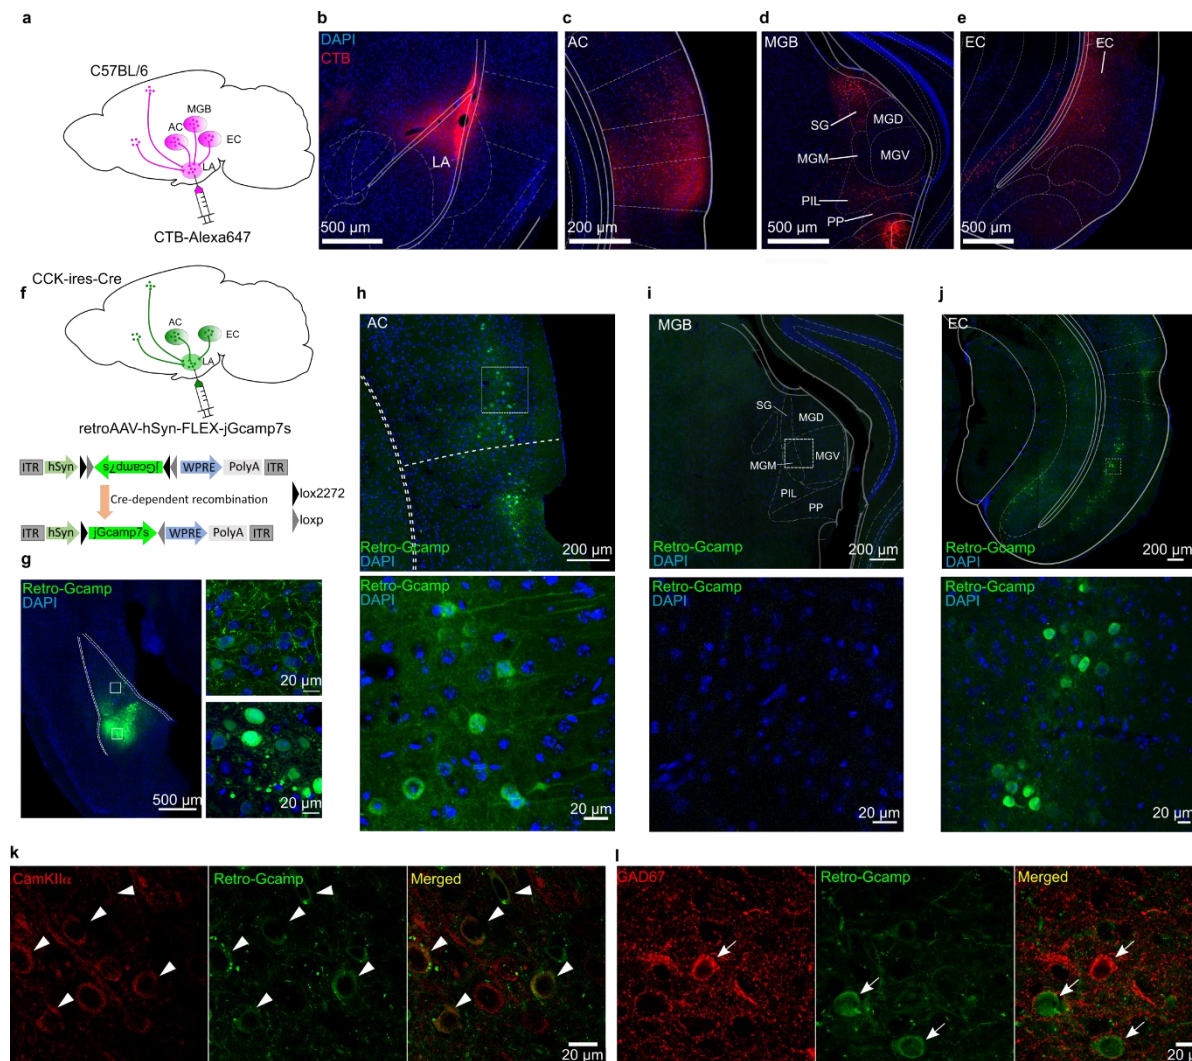 a
C57BL/6
MGB
AC
EC
LA
CTB-Alexa647
b
DAPI
CTB
LA
500 µm
c
AC
200 µm
d
MGB
SG
MGD
MGM
MGV
PIL
PP
500 µm
e
EC
EC
200 µm
f
CCK-ires-Cre
AC
EC
LA
retroAAV-hSyn-FLEX-jGcamp7s
ITR hSyn jGcamp7s WPRE PolyA ITR
Cre-dependent recombination
lox2272
loxp
ITR hSyn jGcamp7s WPRE PolyA ITR
g
Retro-Gcamp
DAPI
500 µm
20 µm
20 µm
h
AC
Retro-Gcamp
DAPI
200 µm
Retro-Gcamp
DAPI
20 µm
i
MGB
SG
MGD
MGV
MGM
PIL
PP
Retro-Gcamp
DAPI
200 µm
Retro-Gcamp
DAPI
20 µm
j
EC
Retro-Gcamp
DAPI
200 µm
Retro-Gcamp
DAPI
20 µm
k
CamKIIα
Retro-Gcamp
Merged
20 µm
l
GAD67
Retro-Gcamp
Merged
20